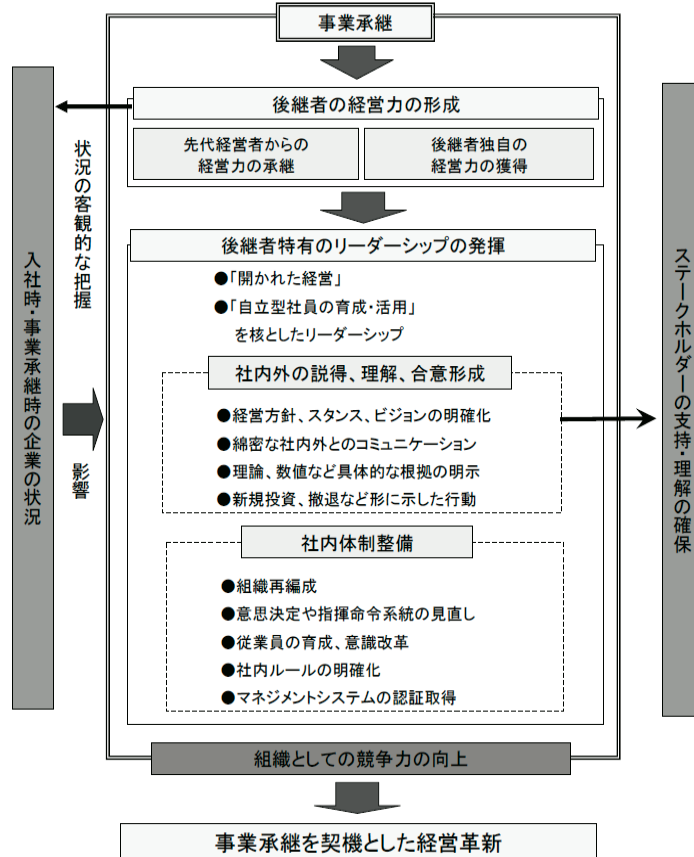 事業承継
後継者の経営力の形成
先代経営者からの
経営力の承継
後継者独自の
経営力の獲得
状況の客観的な把握
入社時・事業承継時の企業の状況
影響
後継者特有のリーダーシップの発揮
●「開かれた経営」
●「自立型社員の育成・活用」
を核としたリーダーシップ
社内外の説得、理解、合意形成
●経営方針、スタンス、ビジョンの明確化
●綿密な社内外とのコミュニケーション
●理論、数値など具体的な根拠の明示
●新規投資、撤退など形に示した行動
社内体制整備
●組織再編成
●意思決定や指揮命令系統の見直し
●従業員の育成、意識改革
●社内ルールの明確化
●マネジメントシステムの認証取得
ステークホルダーの支持・理解の確保
組織としての競争力の向上
事業承継を契機とした経営革新